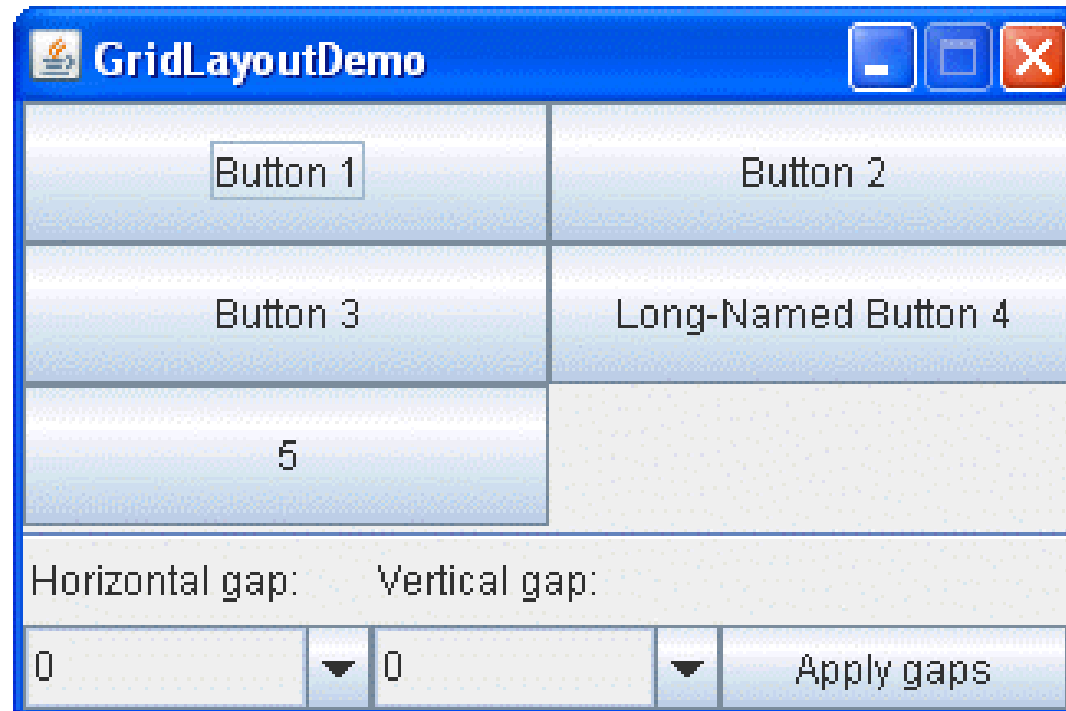 GridLayoutDemo
Button 1 Button 2
Button 3 Long-Named Button 4
5
Horizontal gap: Vertical gap:
0 0 Apply gaps